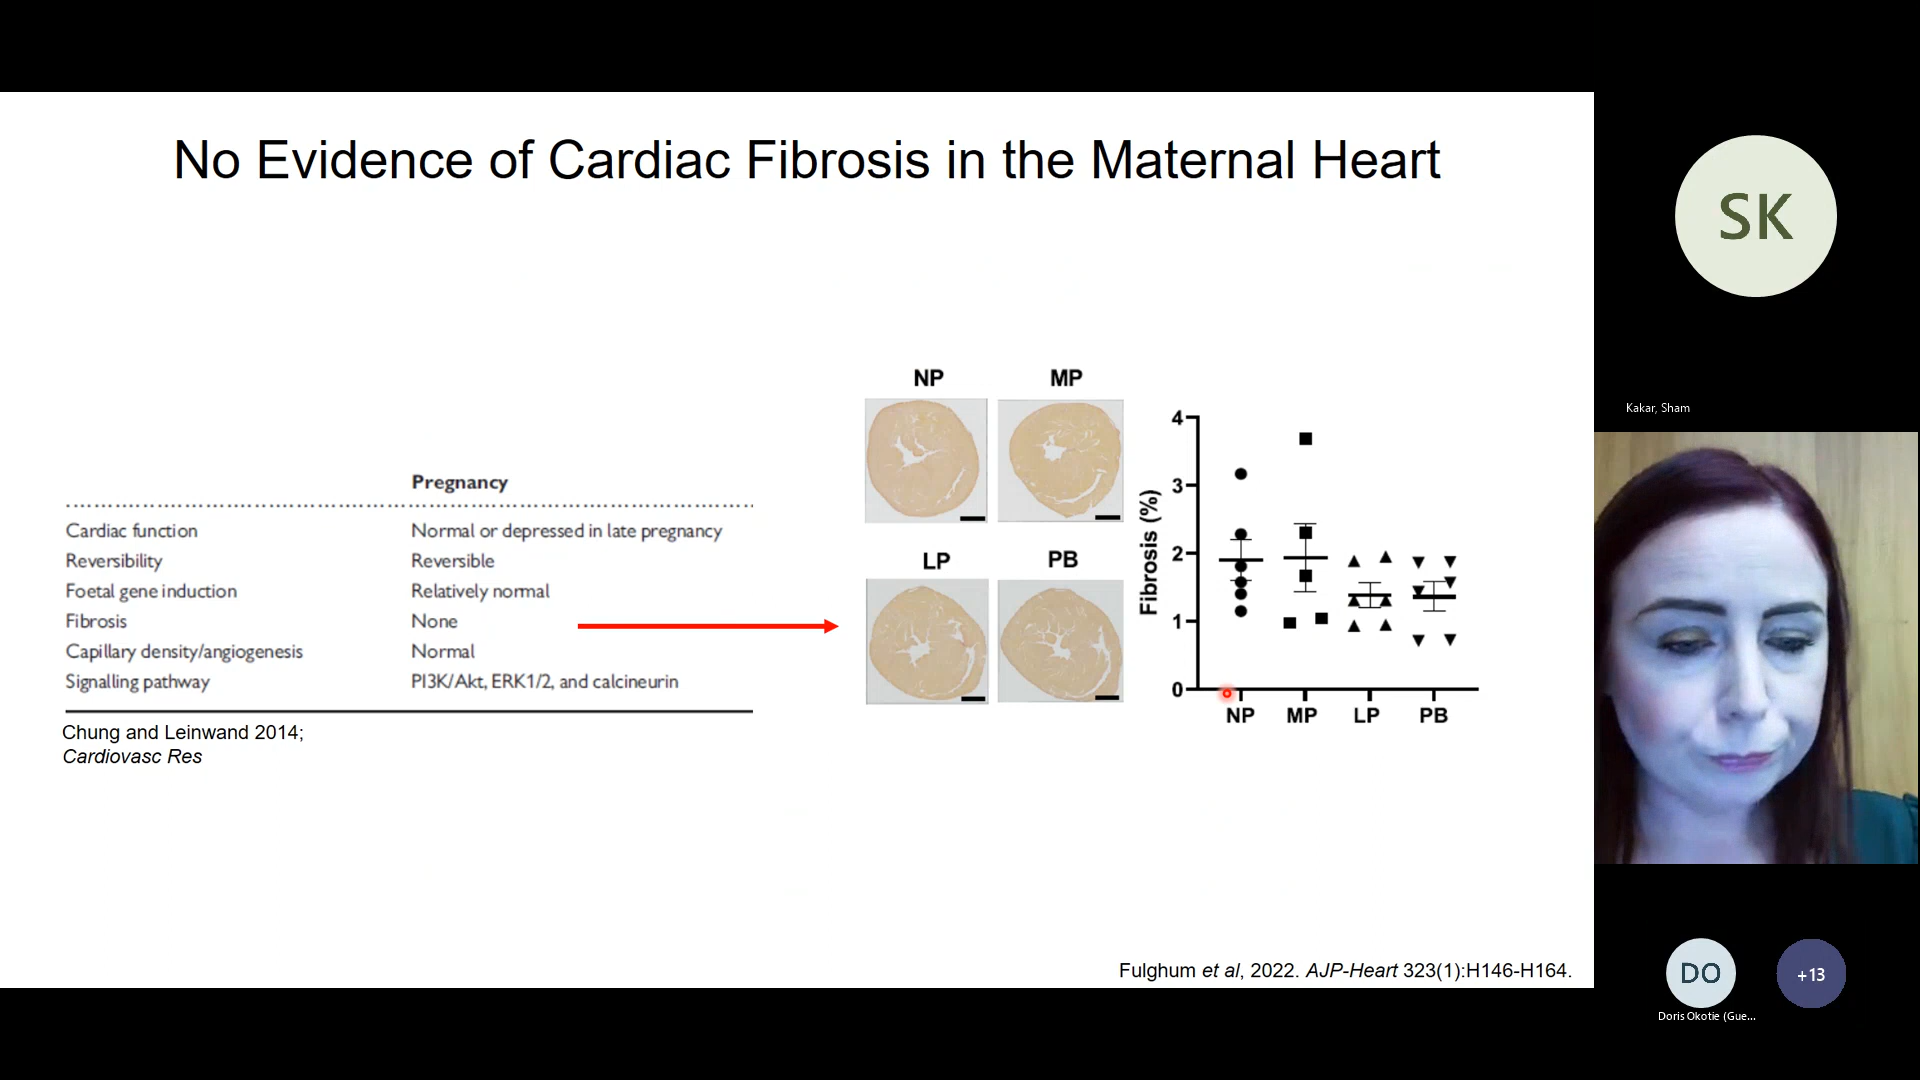 No Evidence of Cardiac Fibrosis in the Maternal Heart
Pregnancy
Cardiac function Normal or depressed in late pregnancy
Reversibility Reversible
Foetal gene induction Relatively normal
Fibrosis None
Capillary density/angiogenesis Normal
Signalling pathway PI3K/Akt, ERK1/2, and calcineurin
Chung and Leinwand 2014;
Cardiovasc Res
NP MP
LP PB
Fibrosis (%)
4
3
2
1
0
NP MP LP PB
Fulghum et al, 2022. AJP-Heart 323(1):H146-H164.
SK
Kakar, Sham
DO +13
Doris Okotie (Gue...